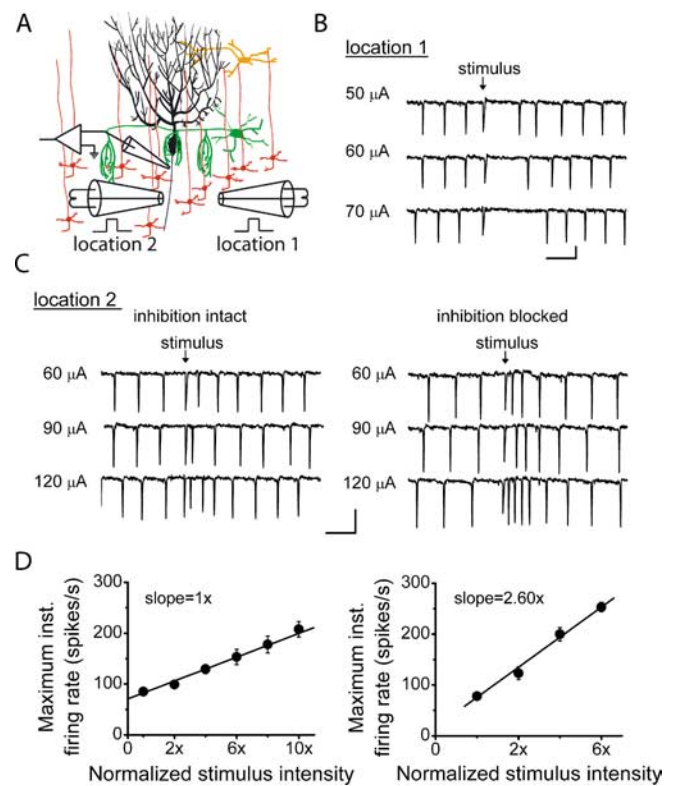 A
location 2
location 1
B
location 1
stimulus
50 µA
60 µA
70 µA
C
location 2
inhibition intact
inhibition blocked
stimulus
stimulus
60 µA
60 µA
90 µA
90 µA
120 µA
120 µA
D
Maximum inst.
firing rate (spikes/s)
300
200
100
0
slope=1x
0
2x
6x
10x
Normalized stimulus intensity
Maximum inst.
firing rate (spikes/s)
300
200
100
0
slope=2.60x
2x
6x
Normalized stimulus intensity